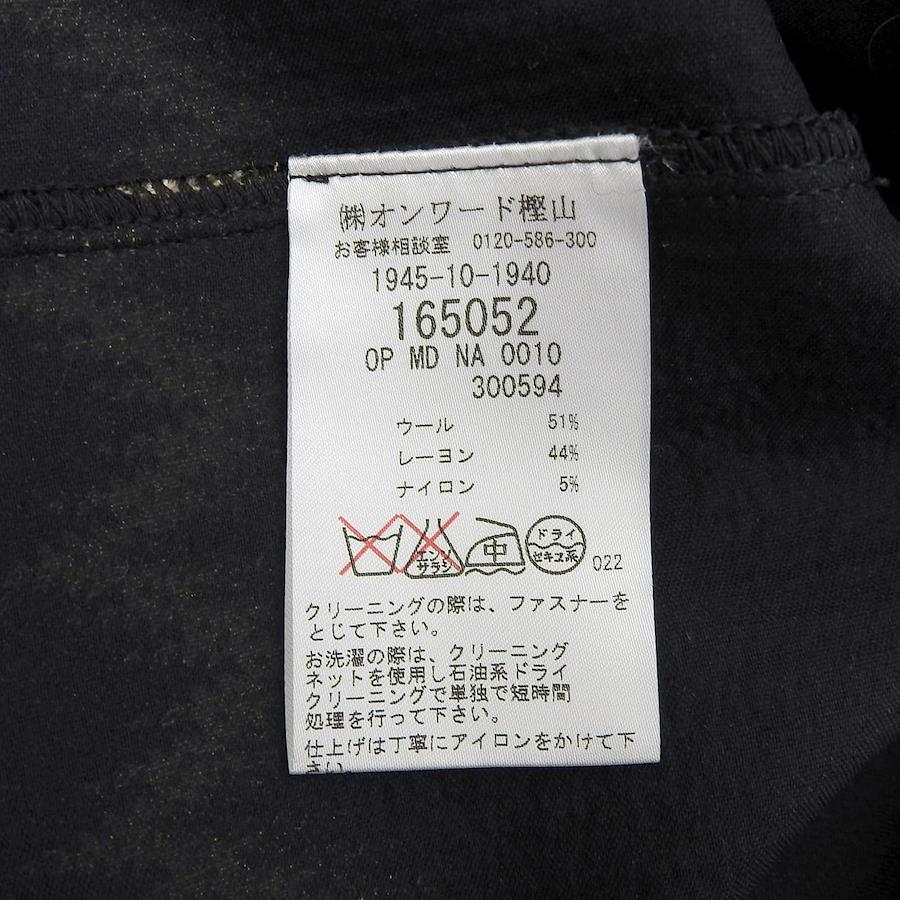 ㈱オンワード樫山
お客様相談室 0120-586-300
1945-10-1940
165052
OP MD NA 0010
300594
ウール 51%
レーヨン 44%
ナイロン 5%
エンソサラシ 中 ドライ セキユ系 022
クリーニングの際は、ファスナーを
とじて下さい。
お洗濯の際は、クリーニング
ネットを使用し石油系ドライ
クリーニングで単独で短時間
処理を行って下さい。
仕上げは丁寧にアイロンをかけて下
さい